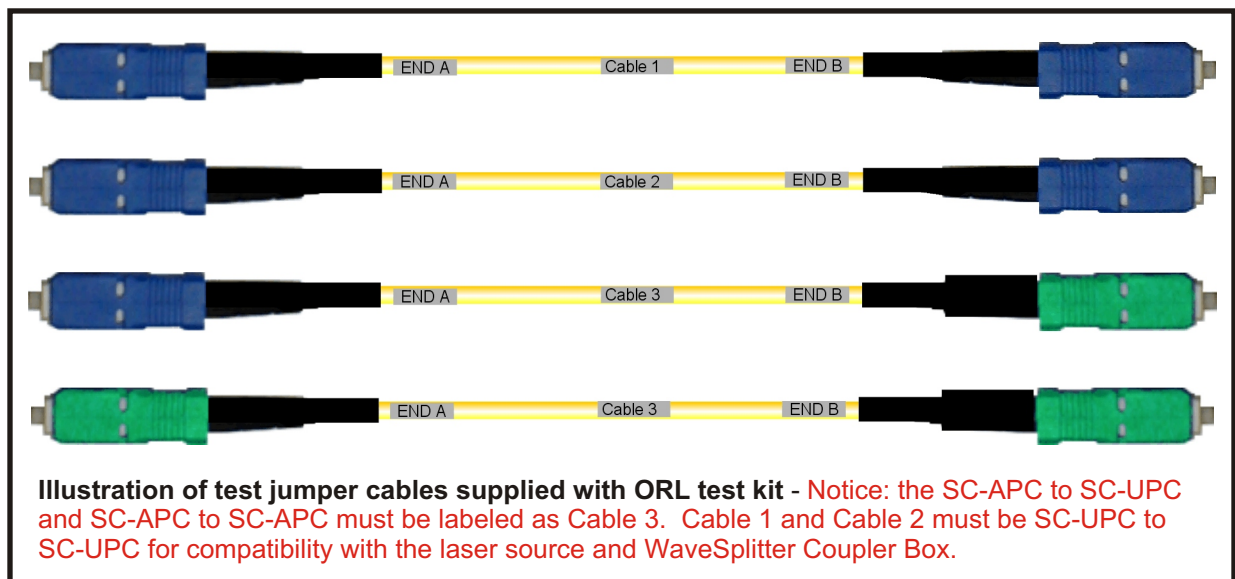 END A Cable 1 END B
END A Cable 2 END B
END A Cable 3 END B
END A Cable 3 END B
Illustration of test jumper cables supplied with ORL test kit - Notice: the SC-APC to SC-UPC
and SC-APC to SC-APC must be labeled as Cable 3.  Cable 1 and Cable 2 must be SC-UPC to
SC-UPC for compatibility with the laser source and WaveSplitter Coupler Box.